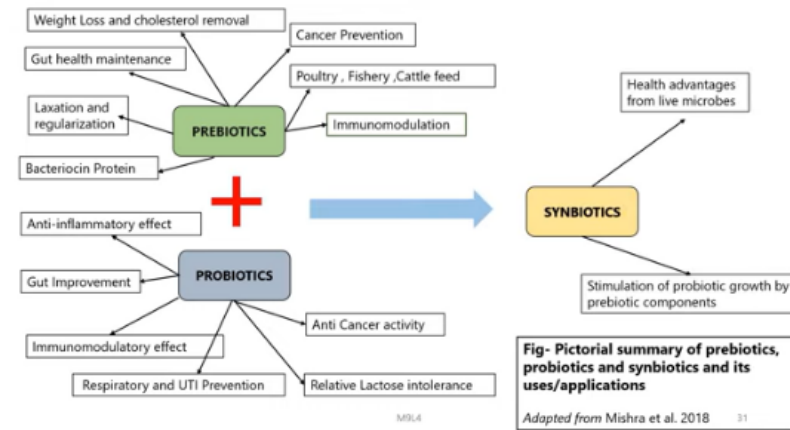 Weight Loss and cholesterol removal
Cancer Prevention
Gut health maintenance
Poultry , Fishery ,Cattle feed
Laxation and
regularization
PREBIOTICS
Immunomodulation
Bacteriocin Protein
Health advantages
from live microbes
SYNBIOTICS
Anti-inflammatory effect
PROBIOTICS
Gut Improvement
Stimulation of probiotic growth by
prebiotic components
Anti Cancer activity
Immunomodulatory effect
Respiratory and UTI Prevention
Relative Lactose intolerance
Fig- Pictorial summary of prebiotics,
probiotics and synbiotics and its
uses/applications
Adapted from Mishra et al. 2018
M9L4
31